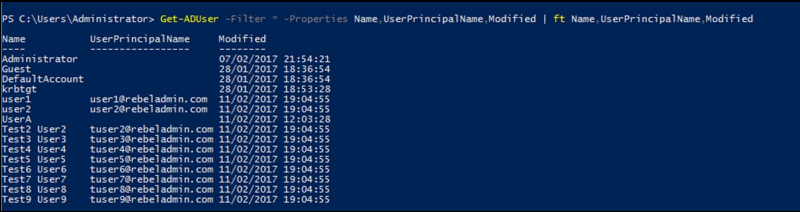 PS C:\Users\Administrator> Get-ADUser -Filter * -Properties Name,UserPrincipalName,Modified | ft Name,UserPrincipalName,Modified
Name UserPrincipalName Modified
---- ----------------- --------
Administrator 07/02/2017 21:54:21
Guest 28/01/2017 18:36:54
DefaultAccount 28/01/2017 18:36:54
krbtgt 28/01/2017 18:53:28
user1 user1@rebeladmin.com 11/02/2017 19:04:55
user2 user2@rebeladmin.com 11/02/2017 19:04:55
UserA 11/02/2017 12:03:28
Test2 User2 tuser2@rebeladmin.com 11/02/2017 19:04:55
Test3 User3 tuser3@rebeladmin.com 11/02/2017 19:04:55
Test4 User4 tuser4@rebeladmin.com 11/02/2017 19:04:55
Test5 User5 tuser5@rebeladmin.com 11/02/2017 19:04:55
Test6 User6 tuser6@rebeladmin.com 11/02/2017 19:04:55
Test7 User7 tuser7@rebeladmin.com 11/02/2017 19:04:55
Test8 User8 tuser8@rebeladmin.com 11/02/2017 19:04:55
Test9 User9 tuser9@rebeladmin.com 11/02/2017 19:04:55